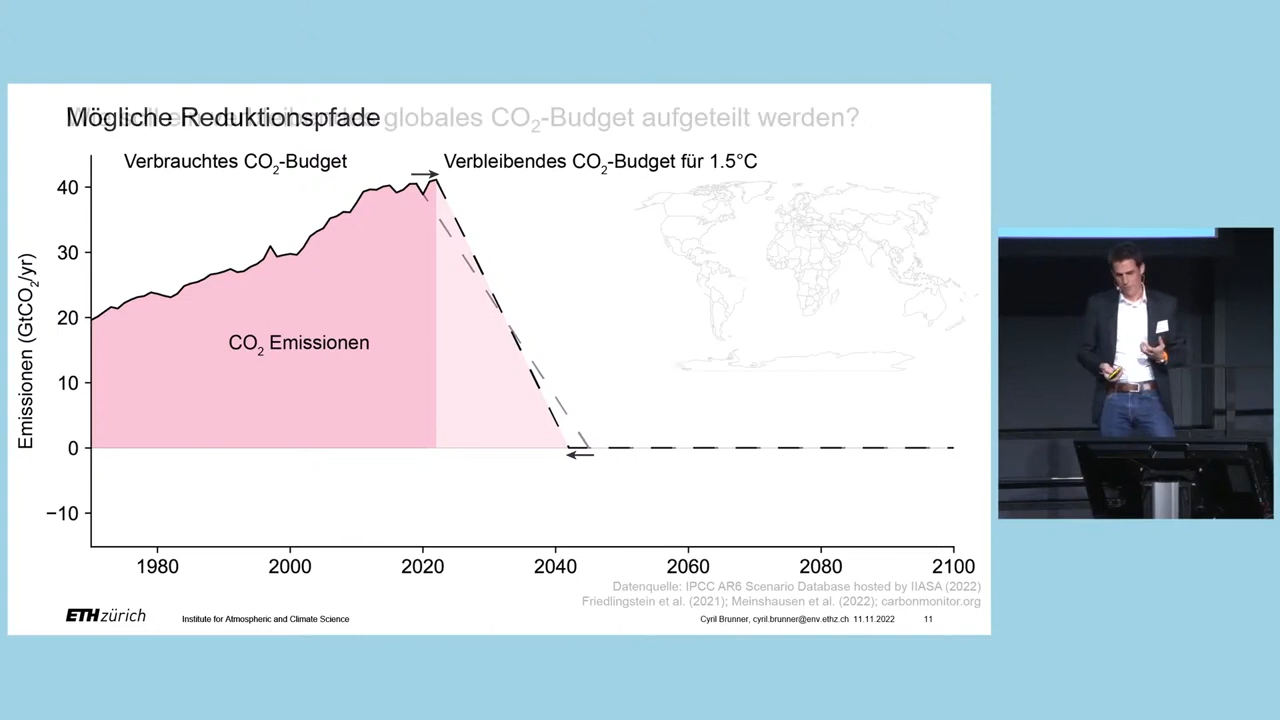 Mögliche Reduktionspfade
globales CO₂-Budget aufgeteilt werden?
Verbrauchtes CO₂-Budget
Verbleibendes CO₂-Budget für 1.5°C
Emissionen (GtCO₂/yr)
40
30
20
10
0
−10
CO₂ Emissionen
1980 2000 2020 2040 2060 2080 2100
Datenquelle: IPCC AR6 Scenario Database hosted by IIASA (2022)
Friedlingstein et al. (2021); Meinshausen et al. (2022); carbonmonitor.org
ETH zürich
Institute for Atmospheric and Climate Science
Cyril Brunner, cyril.brunner@env.ethz.ch 11.11.2022 11